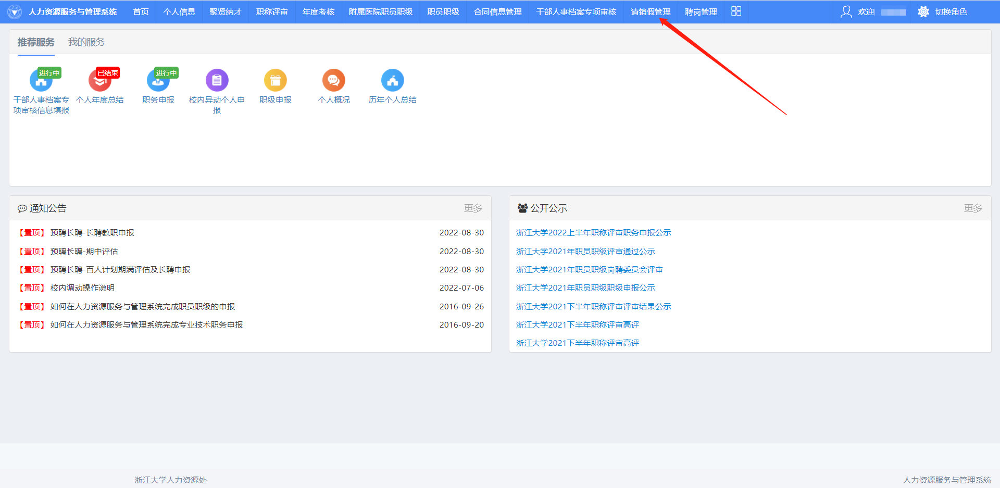 人力资源服务与管理系统 首页 个人信息 聚贤纳才 职称评审 年度考核 附属医院职员职级 职员职级 合同信息管理 干部人事档案专项审核 请销假管理 聘岗管理 欢迎 切换角色
推荐服务 我的服务
进行中 已结束 进行中
干部人事档案专 个人年度总结 职务申报 校内异动个人申 职级申报 个人概况 历年个人总结
项审核信息填报 报
通知公告 更多
【置顶】 预聘长聘-长聘教职申报 2022-08-30
【置顶】 预聘长聘-期中评估 2022-08-30
【置顶】 预聘长聘-百人计划期满评估及长聘申报 2022-08-30
【置顶】 校内调动操作说明 2022-07-06
【置顶】 如何在人力资源服务与管理系统完成职员职级的申报 2016-09-26
【置顶】 如何在人力资源服务与管理系统完成专业技术职务申报 2016-09-20
公开公示 更多
浙江大学2022上半年职称评审职务申报公示
浙江大学2021年职员职级评审通过公示
浙江大学2021年职员职级岗聘委员会评审
浙江大学2021年职员职级职级申报公示
浙江大学2021下半年职称评审评审结果公示
浙江大学2021下半年职称评审高评
浙江大学2021下半年职称评审高评
浙江大学人力资源处 人力资源服务与管理系统